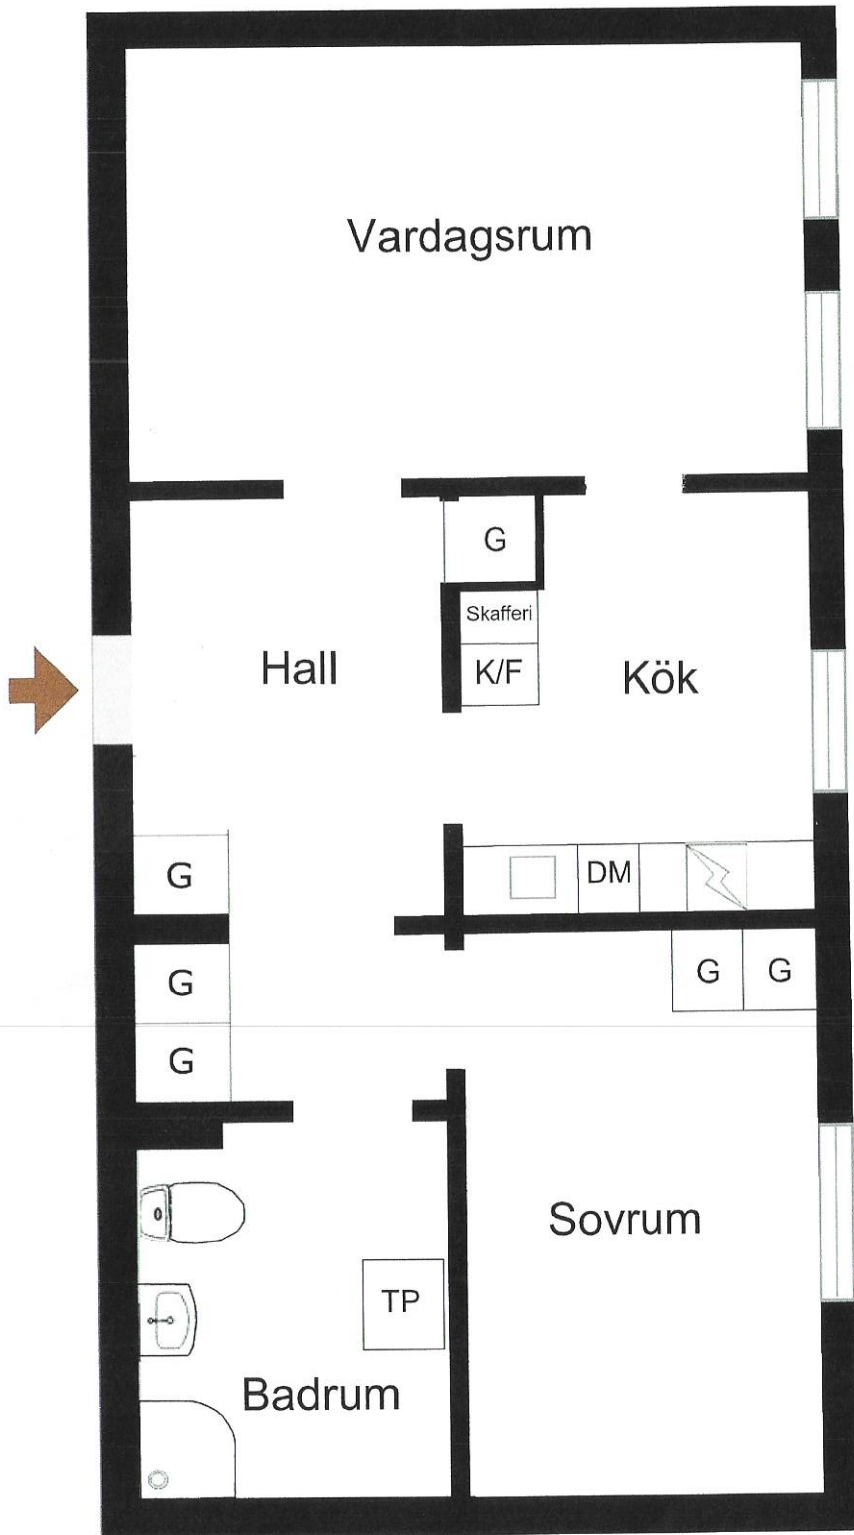 Vardagsrum
G
Skafferi
K/F
Hall
Kök
G
DM
G
G
G
G
Sovrum
TP
Badrum